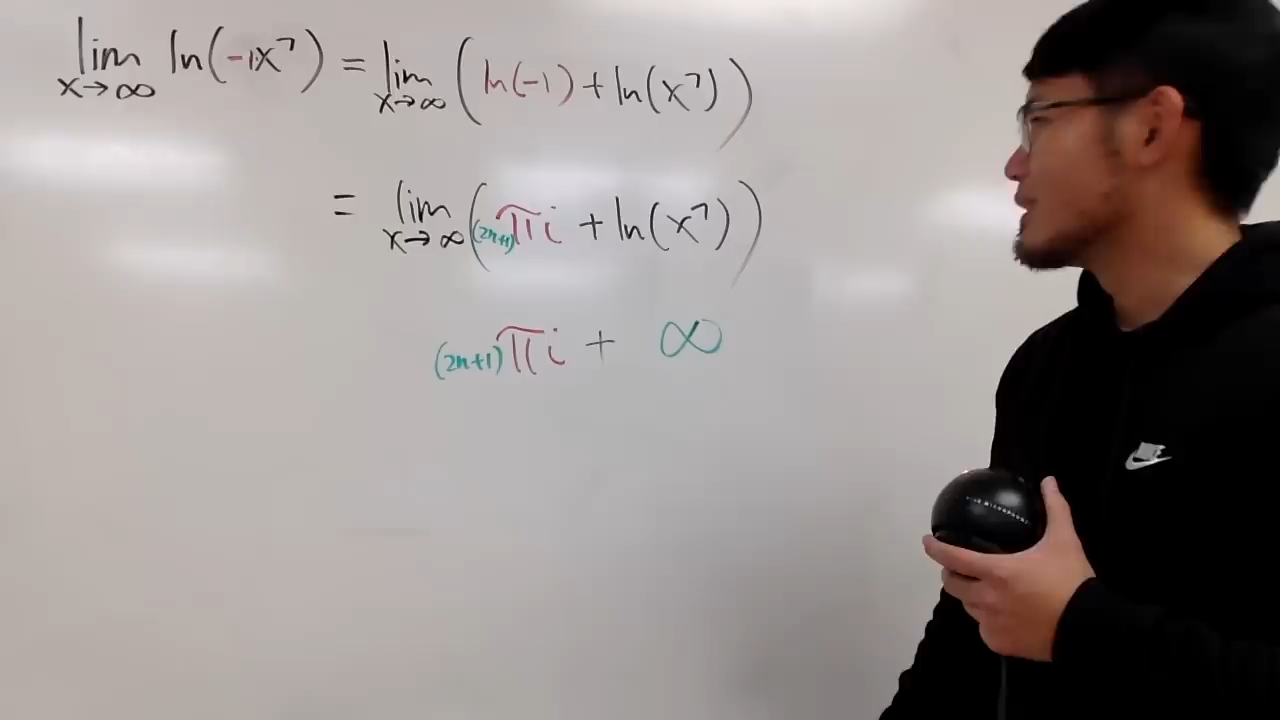 lim x→∞ ln(-1x⁷) = lim x→∞ (ln(-1) + ln(x⁷))
= lim x→∞ ((2n+1)πi + ln(x⁷))
(2n+1)πi + ∞